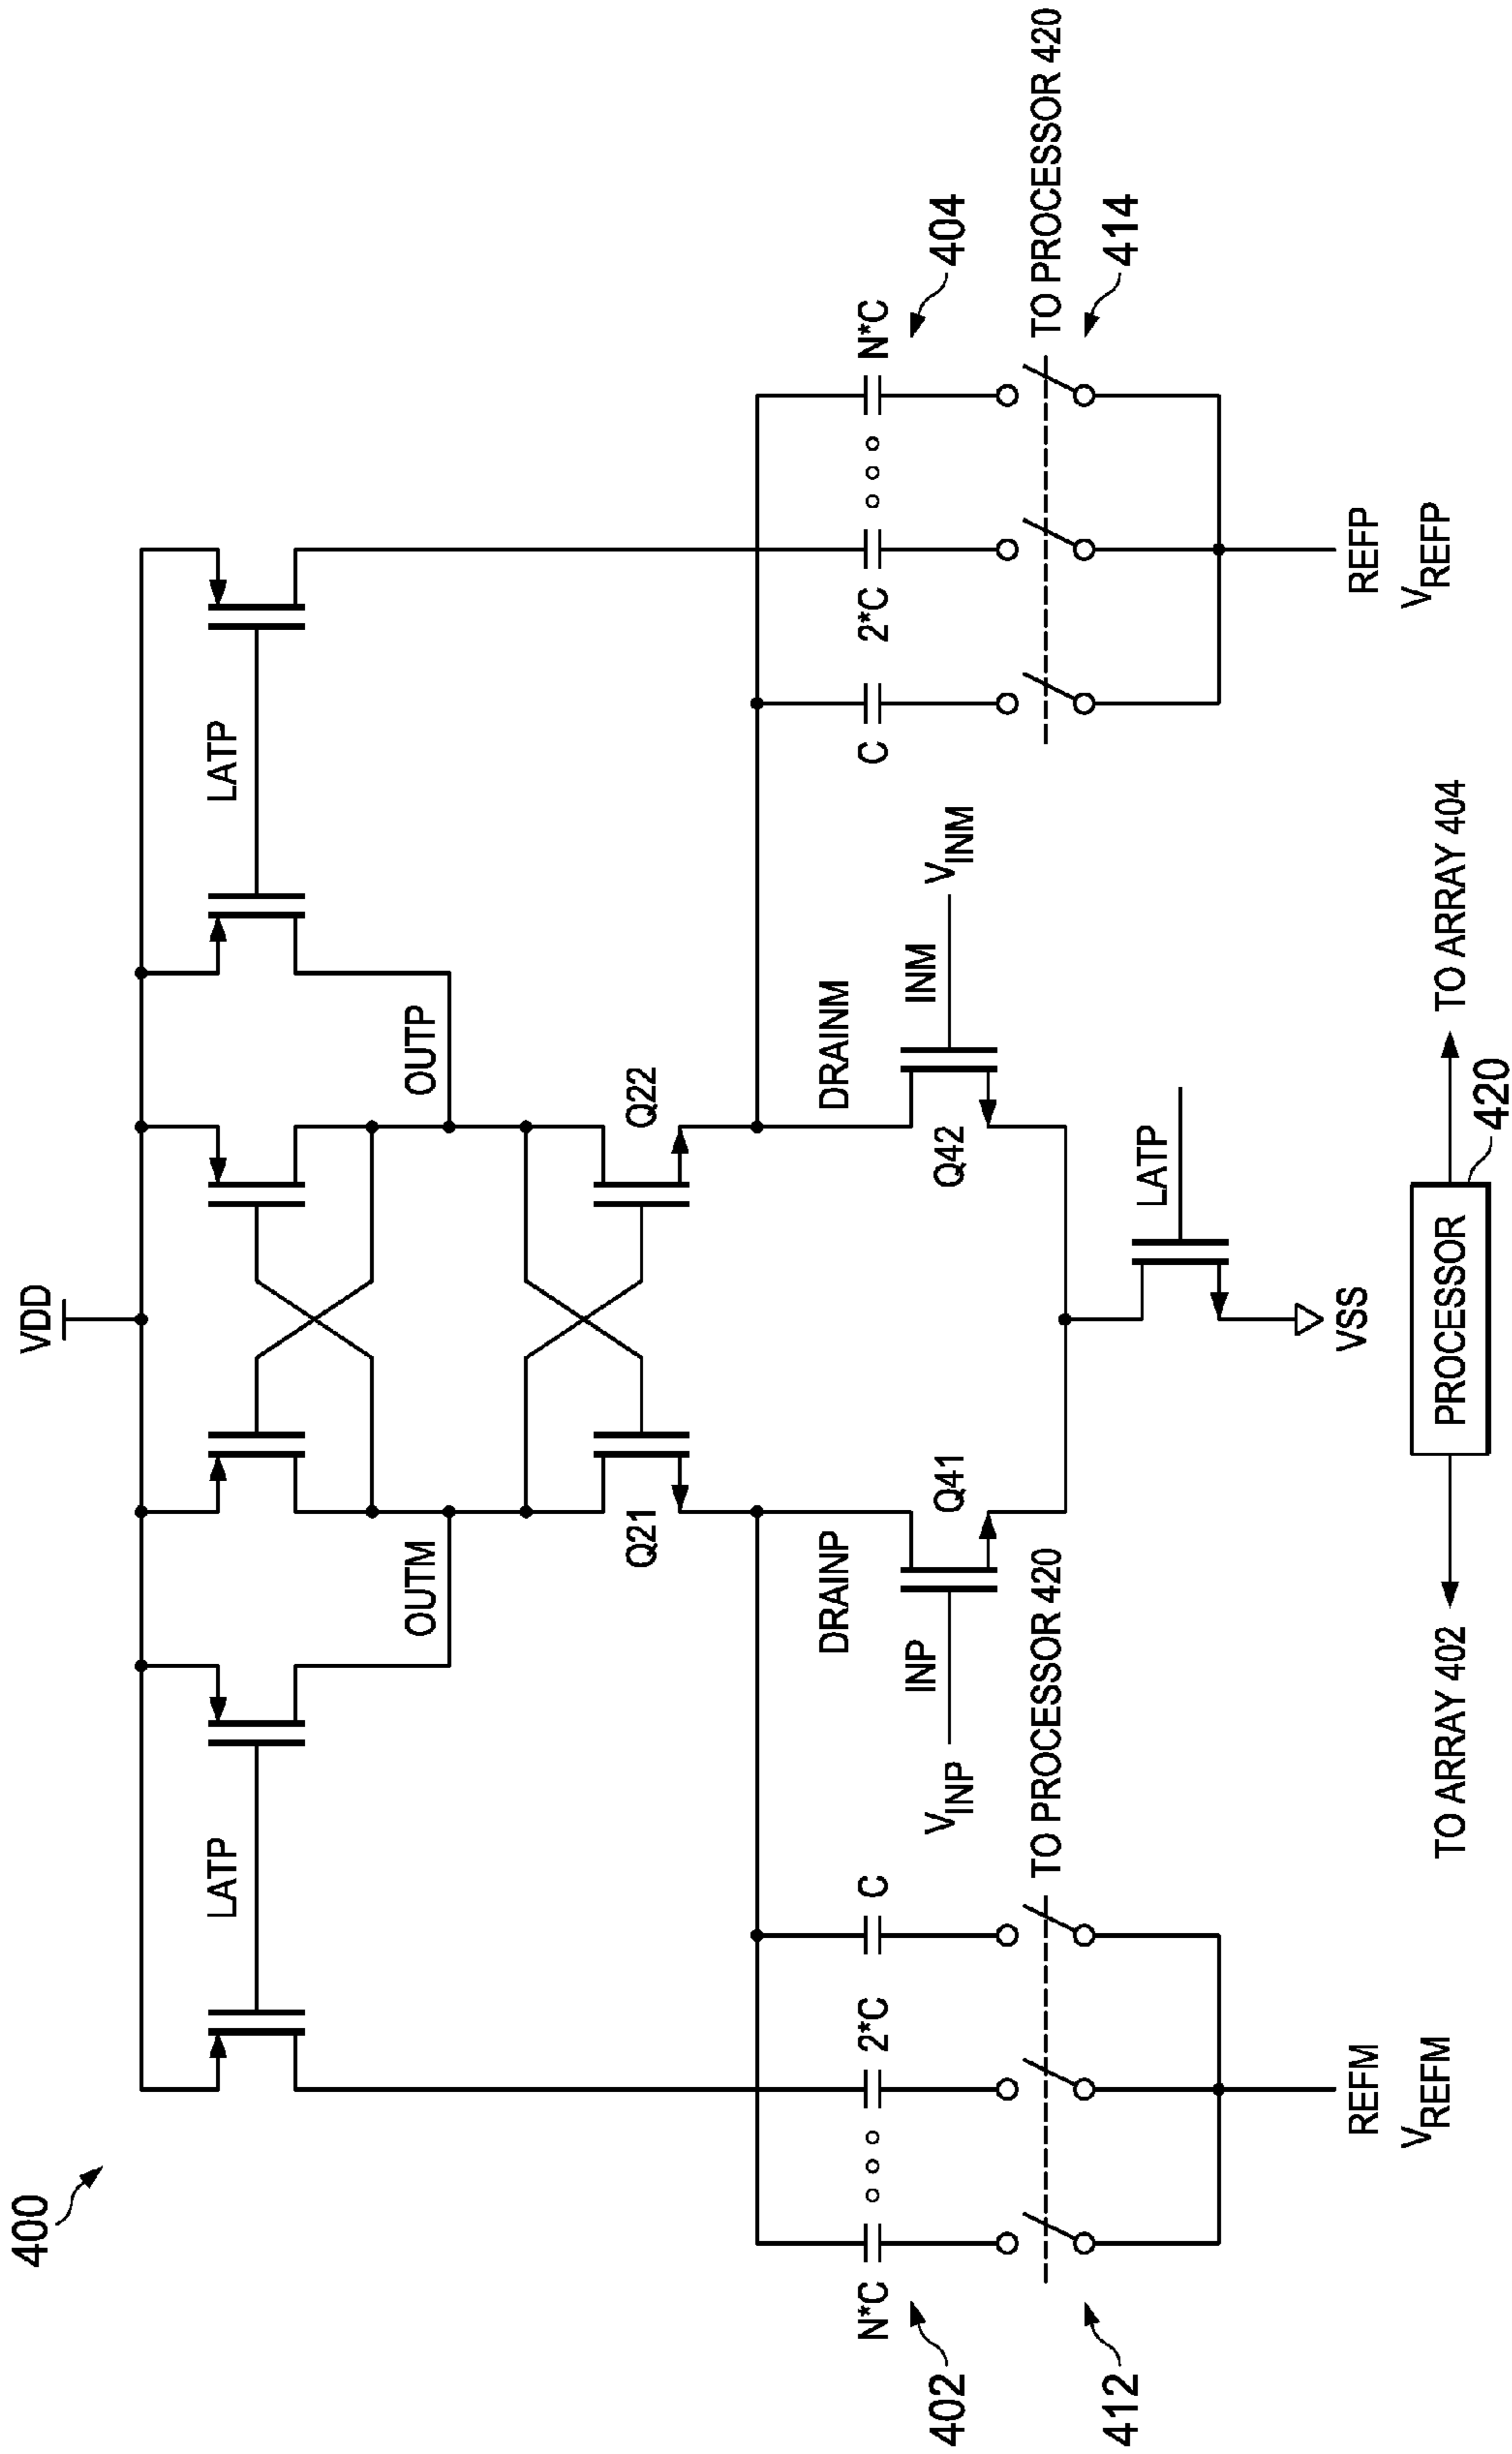 400
VDD
LATP
LATP
OUTM
OUTP
Q21
Q22
DRAINP
DRAINM
N*C
2*C
C
C
2*C
N*C
402
404
INP
INM
V_INP
V_INM
Q41
Q42
TO PROCESSOR 420
TO PROCESSOR 420
412
414
LATP
REFM
V_REFM
VSS
REFP
V_REFP
TO ARRAY 402
PROCESSOR
TO ARRAY 404
420